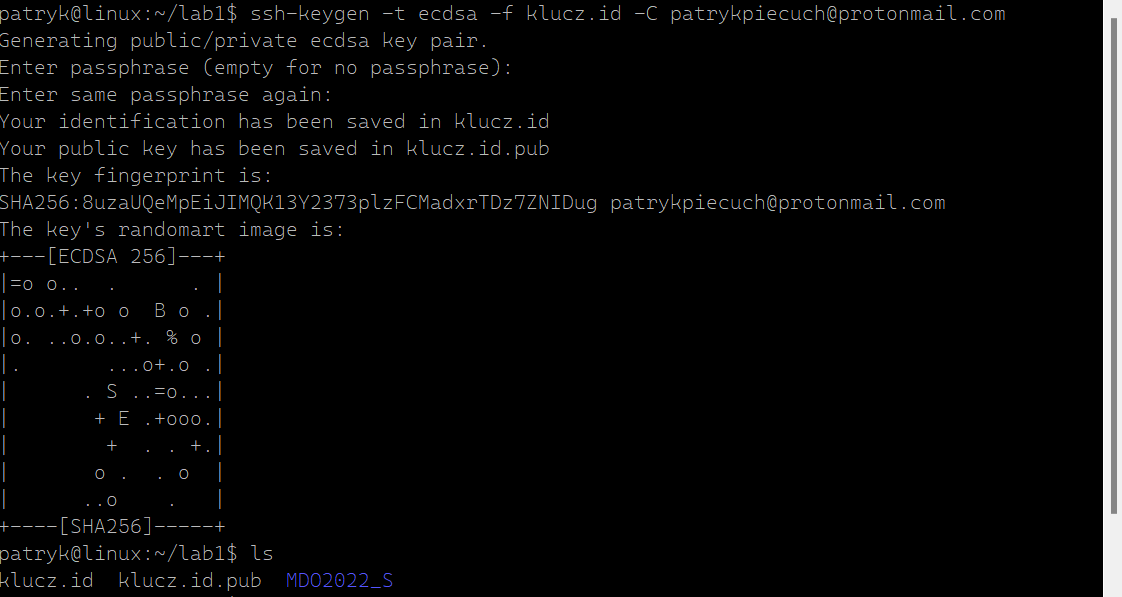 patryk@linux:~/lab1$ ssh-keygen -t ecdsa -f klucz.id -C patrykpiecuch@protonmail.com
Generating public/private ecdsa key pair.
Enter passphrase (empty for no passphrase):
Enter same passphrase again:
Your identification has been saved in klucz.id
Your public key has been saved in klucz.id.pub
The key fingerprint is:
SHA256:8uzaUQeMpEiJIMQK13Y2373plzFCMadxrTDz7ZNIDug patrykpiecuch@protonmail.com
The key's randomart image is:
+---[ECDSA 256]---+
|=o o..  .      . |
|o.o.+.+o o  B o .|
|o. ..o.o..+. % o |
|.       ...o+.o .|
|      . S ..=o...|
|       + E .+ooo.|
|        +  . . +.|
|       o .  . o  |
|      ..o    .   |
+----[SHA256]-----+
patryk@linux:~/lab1$ ls
klucz.id  klucz.id.pub  MDO2022_S